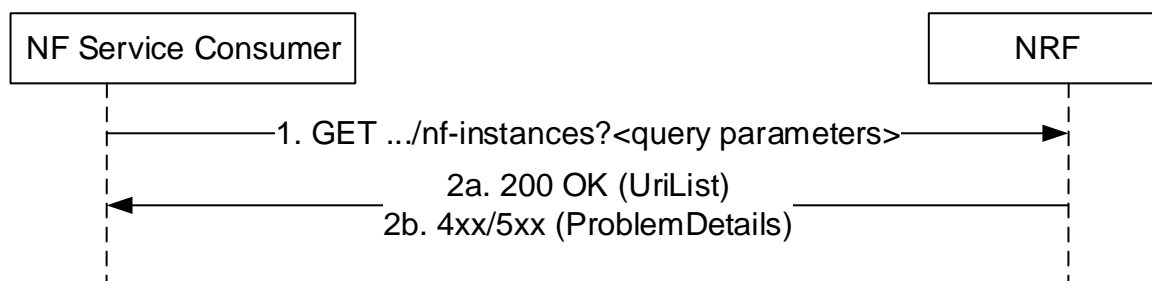 NF Service Consumer
NRF
1. GET .../nf-instances?<query parameters>
2a. 200 OK (UriList)
2b. 4xx/5xx (ProblemDetails)